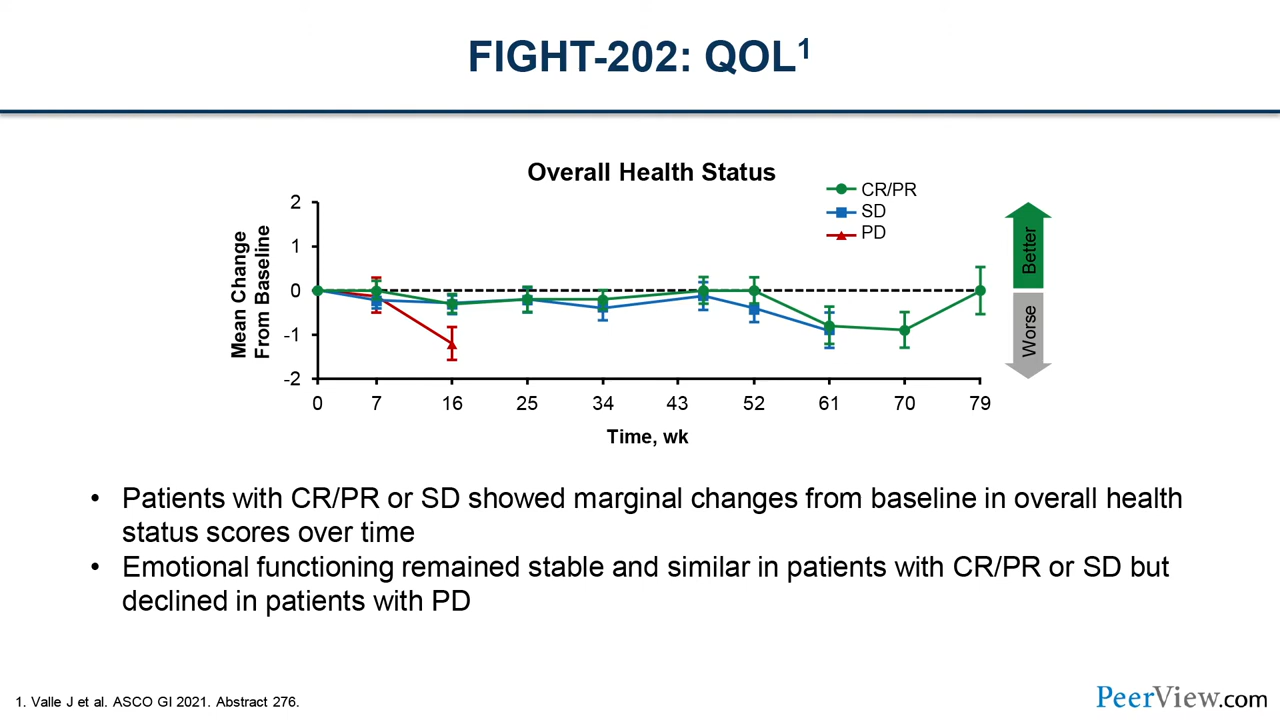 FIGHT-202: QOL1
Overall Health Status
CR/PR
SD
PD
Mean Change
From Baseline
2
1
0
-1
-2
Better
Worse
0 7 16 25 34 43 52 61 70 79
Time, wk
• Patients with CR/PR or SD showed marginal changes from baseline in overall health
status scores over time
• Emotional functioning remained stable and similar in patients with CR/PR or SD but
declined in patients with PD
1. Valle J et al. ASCO GI 2021. Abstract 276.
PeerView.com